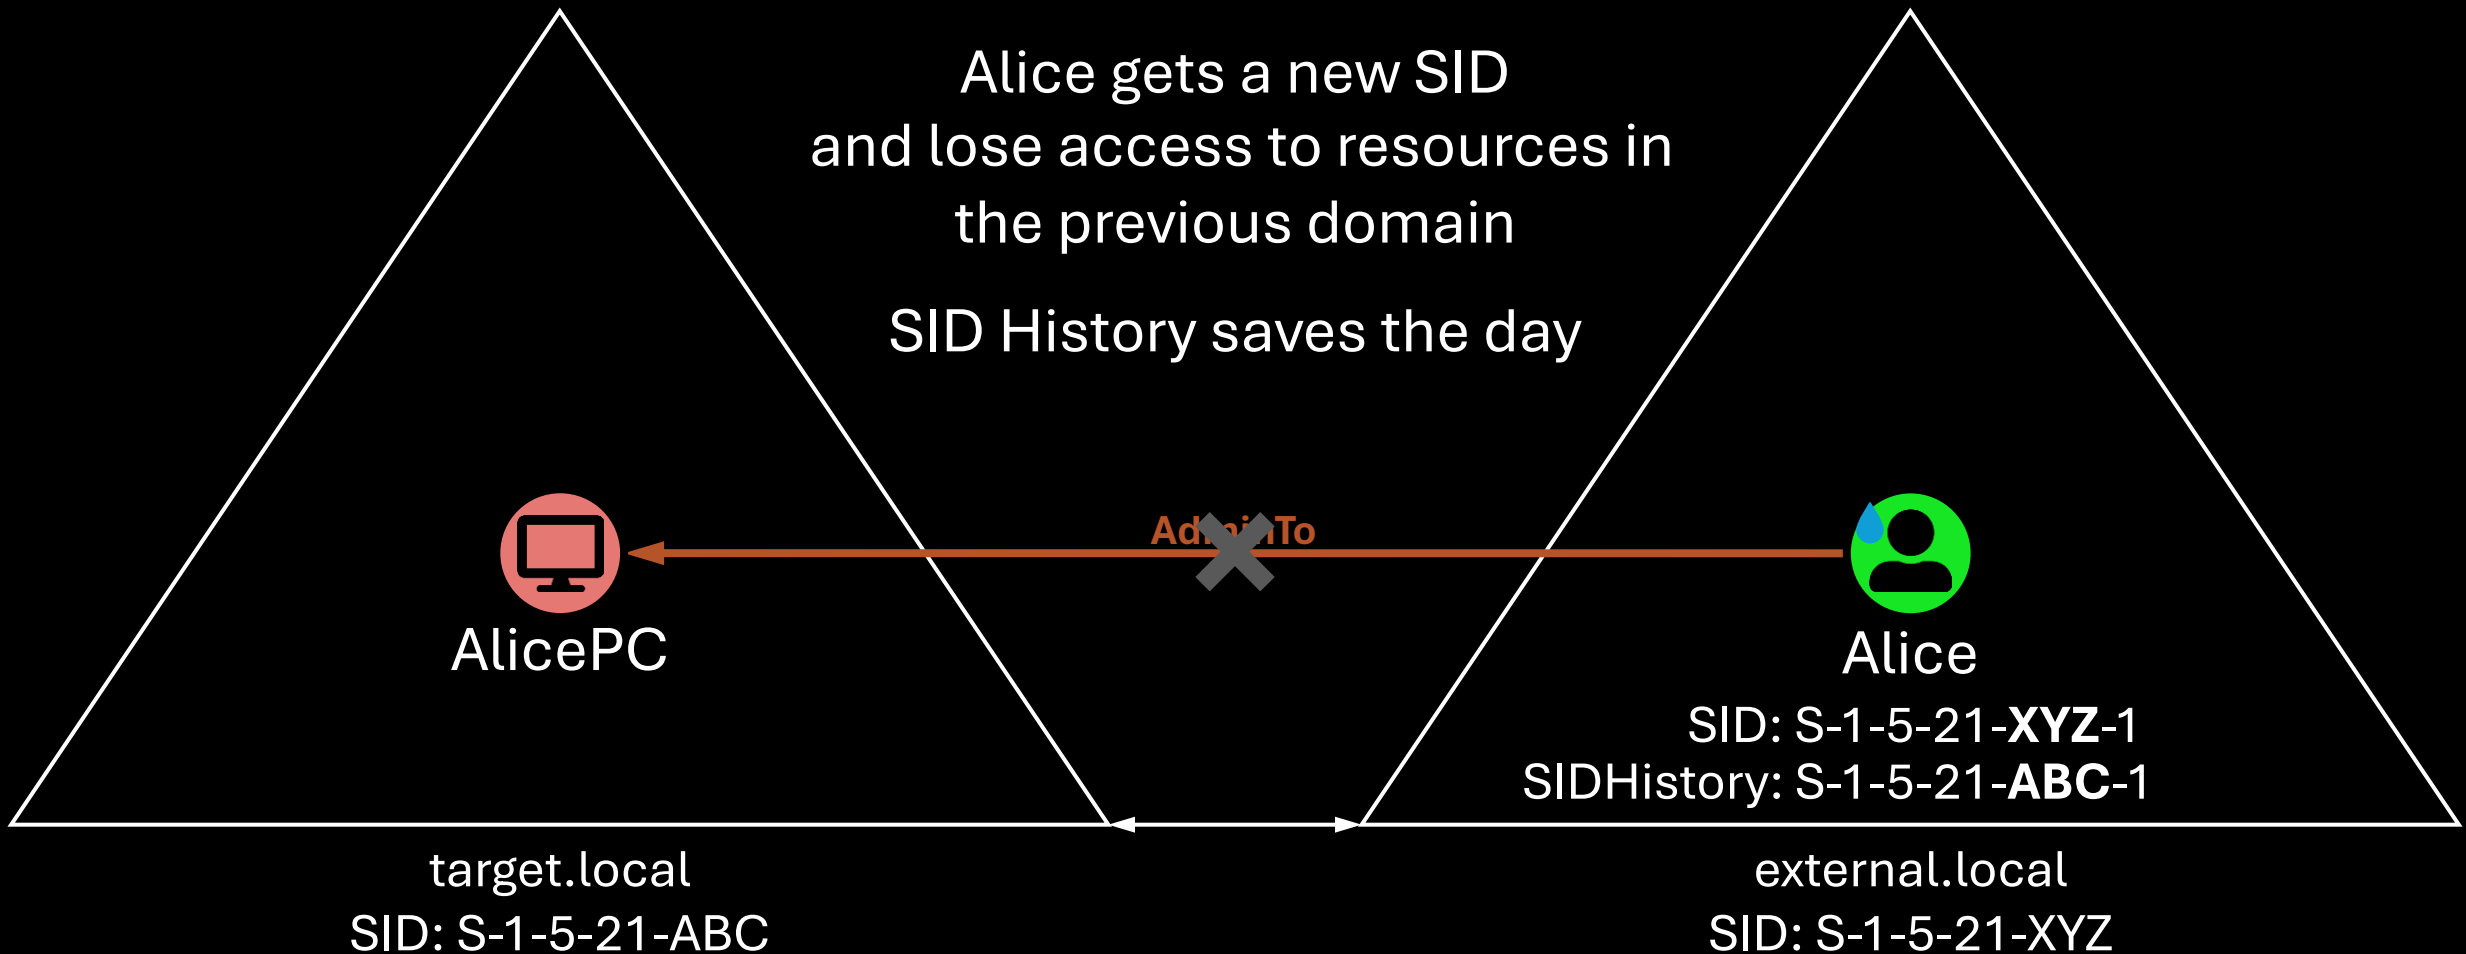 Alice gets a new SID
and lose access to resources in
the previous domain
SID History saves the day
AdminTo
AlicePC
Alice
SID: S-1-5-21-XYZ-1
SIDHistory: S-1-5-21-ABC-1
target.local
SID: S-1-5-21-ABC
external.local
SID: S-1-5-21-XYZ